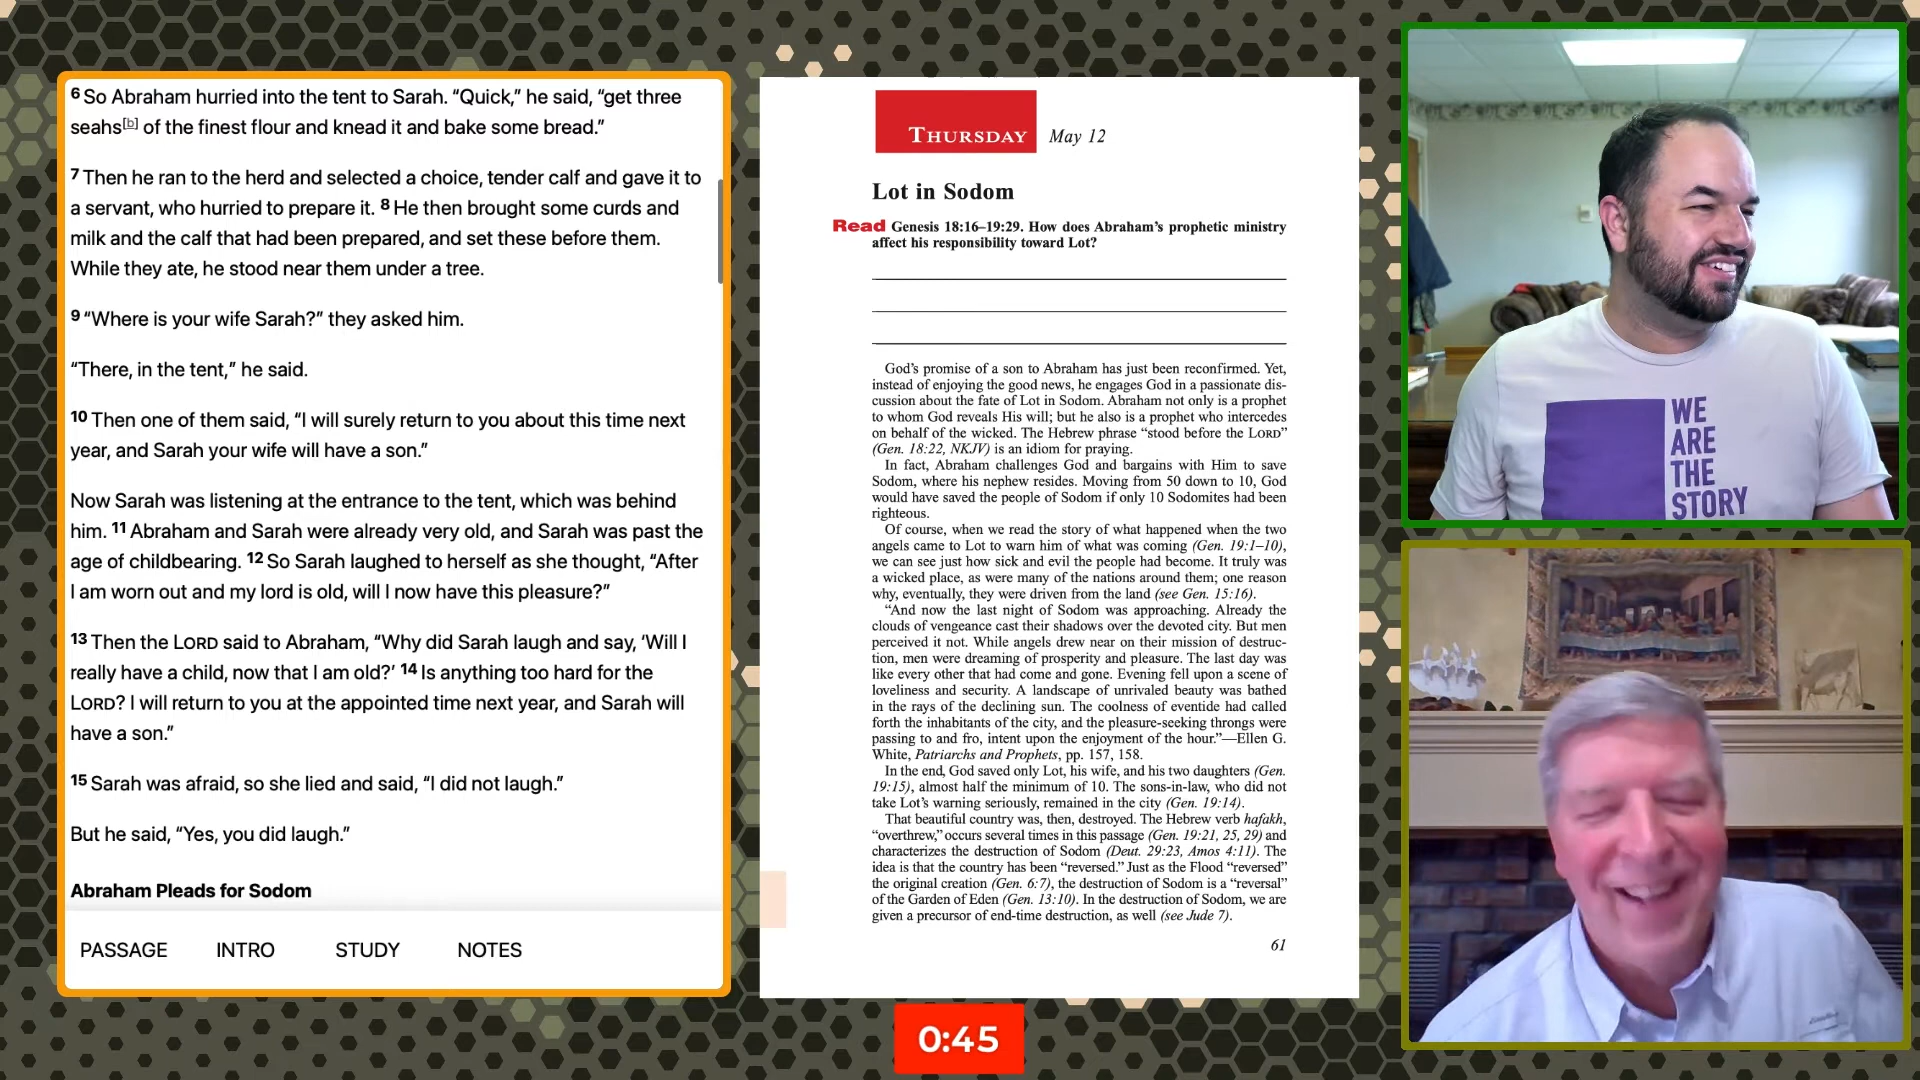 6 So Abraham hurried into the tent to Sarah. “Quick,” he said, “get three
seahs[b] of the finest flour and knead it and bake some bread.”
7 Then he ran to the herd and selected a choice, tender calf and gave it to
a servant, who hurried to prepare it. 8 He then brought some curds and
milk and the calf that had been prepared, and set these before them.
While they ate, he stood near them under a tree.
9 “Where is your wife Sarah?” they asked him.
“There, in the tent,” he said.
10 Then one of them said, “I will surely return to you about this time next
year, and Sarah your wife will have a son.”
Now Sarah was listening at the entrance to the tent, which was behind
him. 11 Abraham and Sarah were already very old, and Sarah was past the
age of childbearing. 12 So Sarah laughed to herself as she thought, “After
I am worn out and my lord is old, will I now have this pleasure?”
13 Then the LORD said to Abraham, “Why did Sarah laugh and say, ‘Will I
really have a child, now that I am old?’ 14 Is anything too hard for the
LORD? I will return to you at the appointed time next year, and Sarah will
have a son.”
15 Sarah was afraid, so she lied and said, “I did not laugh.”
But he said, “Yes, you did laugh.”
Abraham Pleads for Sodom
PASSAGE INTRO STUDY NOTES
THURSDAY May 12
Lot in Sodom
Read Genesis 18:16–19:29. How does Abraham’s prophetic ministry
affect his responsibility toward Lot?
God’s promise of a son to Abraham has just been reconfirmed. Yet,
instead of enjoying the good news, he engages God in a passionate dis-
cussion about the fate of Lot in Sodom. Abraham not only is a prophet
to whom God reveals His will; but he also is a prophet who intercedes
on behalf of the wicked. The Hebrew phrase “stood before the LORD”
(Gen. 18:22, NKJV) is an idiom for praying.
In fact, Abraham challenges God and bargains with Him to save
Sodom, where his nephew resides. Moving from 50 down to 10, God
would have saved the people of Sodom if only 10 Sodomites had been
righteous.
Of course, when we read the story of what happened when the two
angels came to Lot to warn him of what was coming (Gen. 19:1–10),
we can see just how sick and evil the people had become. It truly was
a wicked place, as were many of the nations around them; one reason
why, eventually, they were driven from the land (see Gen. 15:16).
“And now the last night of Sodom was approaching. Already the
clouds of vengeance cast their shadows over the devoted city. But men
perceived it not. While angels drew near on their mission of destruc-
tion, men were dreaming of prosperity and pleasure. The last day was
like every other that had come and gone. Evening fell upon a scene of
loveliness and security. A landscape of unrivaled beauty was bathed
in the rays of the declining sun. The coolness of eventide had called
forth the inhabitants of the city, and the pleasure-seeking throngs were
passing to and fro, intent upon the enjoyment of the hour.”—Ellen G.
White, Patriarchs and Prophets, pp. 157, 158.
In the end, God saved only Lot, his wife, and his two daughters (Gen.
19:15), almost half the minimum of 10. The sons-in-law, who did not
take Lot’s warning seriously, remained in the city (Gen. 19:14).
That beautiful country was, then, destroyed. The Hebrew verb hafakh,
“overthrew,” occurs several times in this passage (Gen. 19:21, 25, 29) and
characterizes the destruction of Sodom (Deut. 29:23, Amos 4:11). The
idea is that the country has been “reversed.” Just as the Flood “reversed”
the original creation (Gen. 6:7), the destruction of Sodom is a “reversal”
of the Garden of Eden (Gen. 13:10). In the destruction of Sodom, we are
given a precursor of end-time destruction, as well (see Jude 7).
61
WE
ARE
THE
STORY
0:45